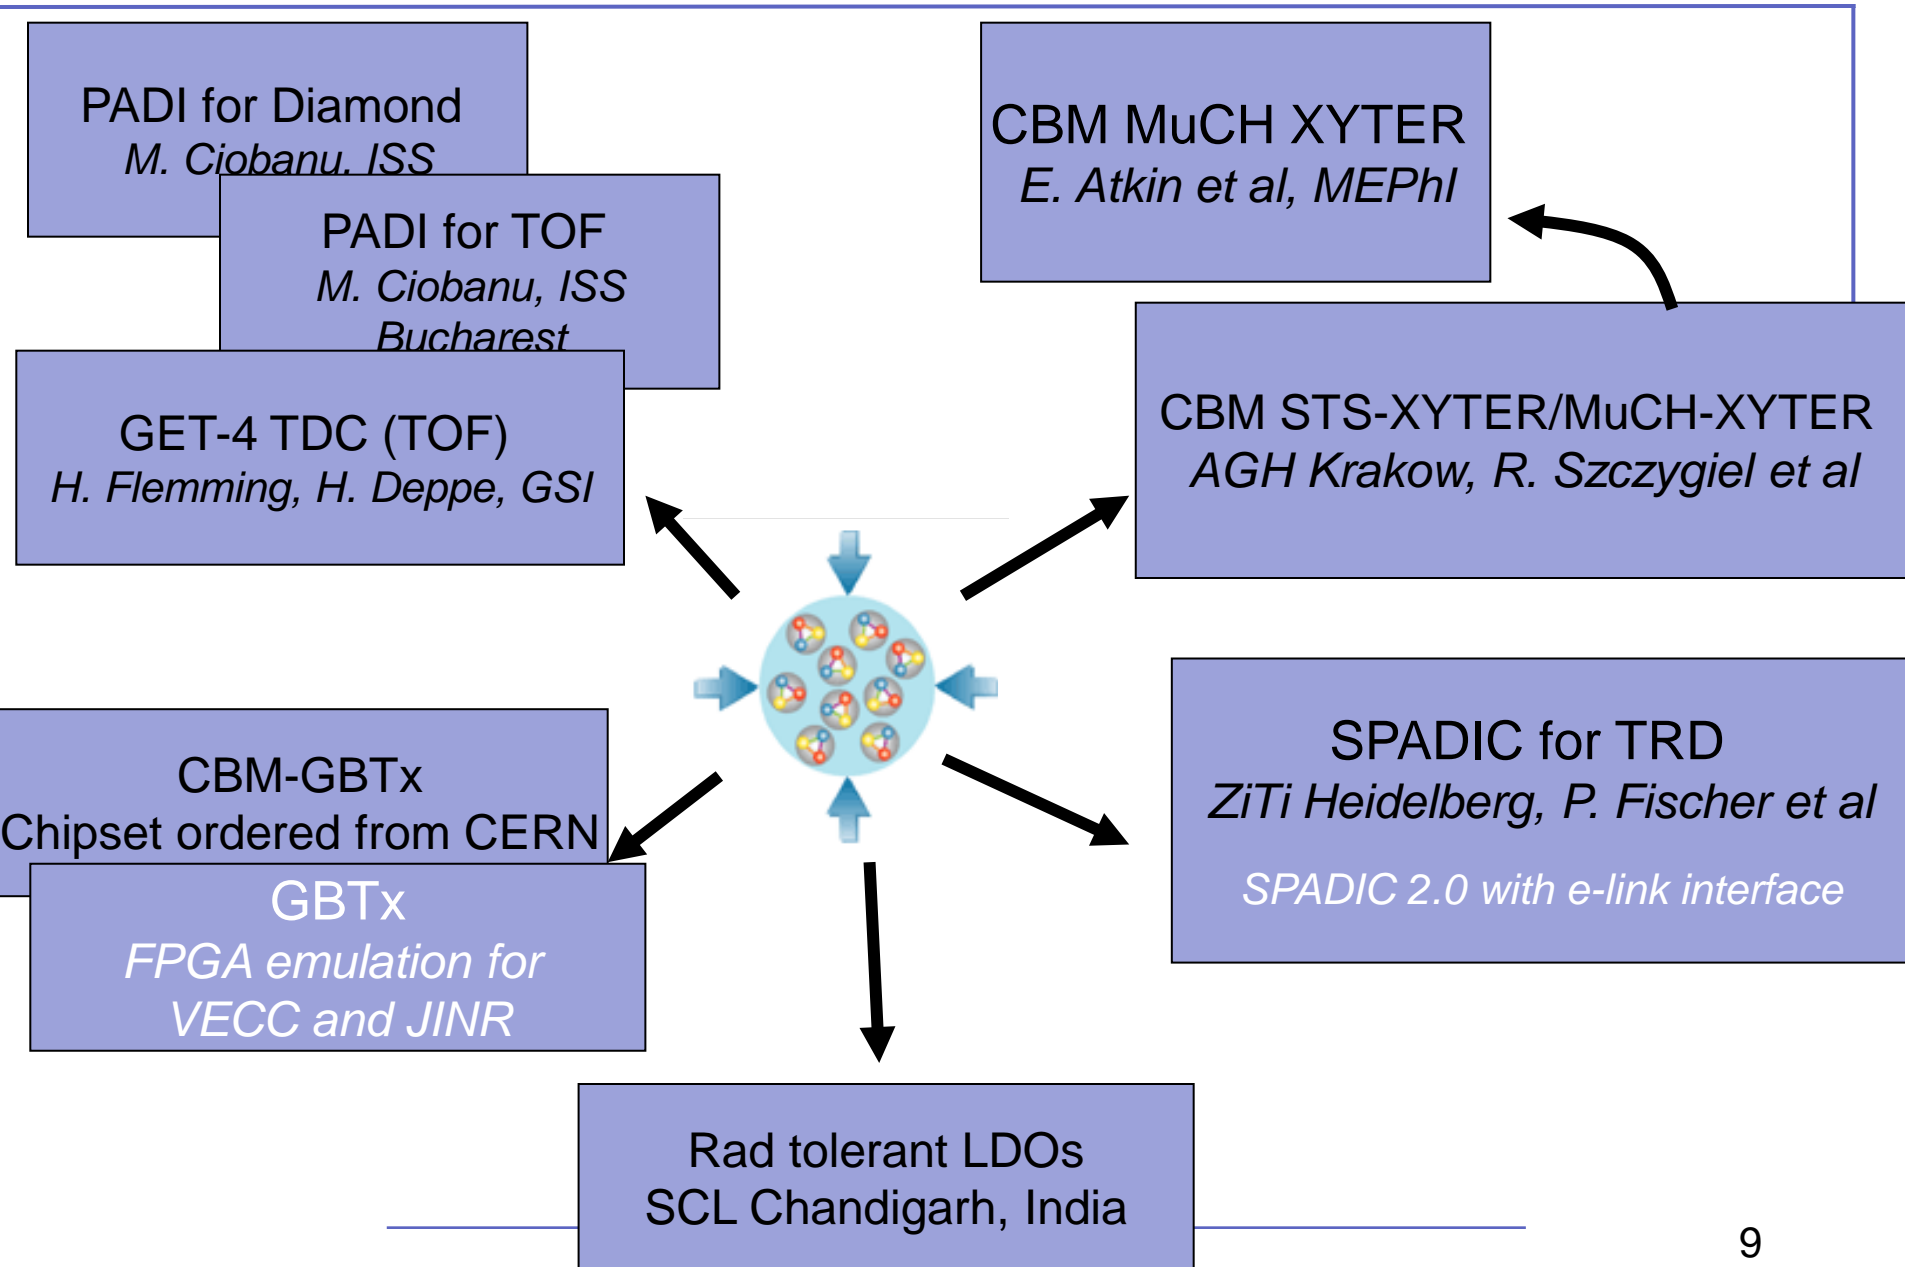 PADI for Diamond
M. Ciobanu, ISS
PADI for TOF
M. Ciobanu, ISS
Bucharest
GET-4 TDC (TOF)
H. Flemming, H. Deppe, GSI
CBM MuCH XYTER
E. Atkin et al, MEPhI
CBM STS-XYTER/MuCH-XYTER
AGH Krakow, R. Szczygiel et al
CBM-GBTx
Chipset ordered from CERN
GBTx
FPGA emulation for
VECC and JINR
SPADIC for TRD
ZiTi Heidelberg, P. Fischer et al
SPADIC 2.0 with e-link interface
Rad tolerant LDOs
SCL Chandigarh, India
9